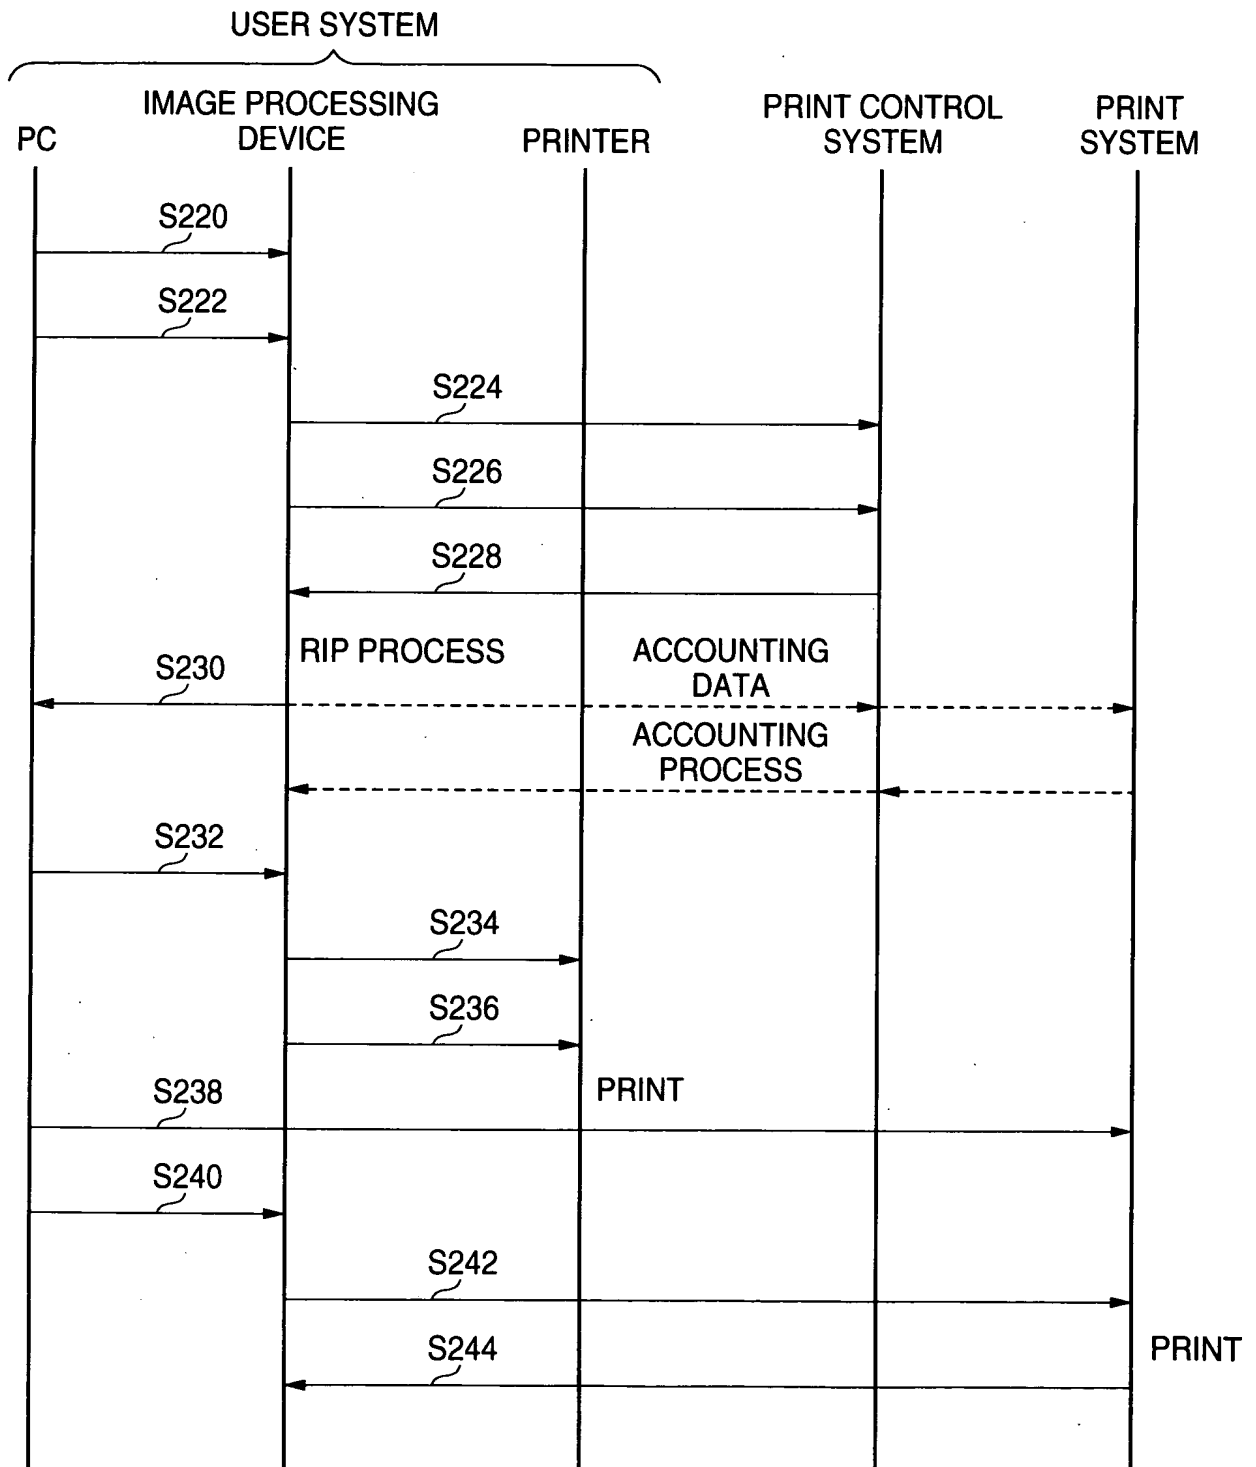 USER SYSTEM
IMAGE PROCESSING
DEVICE
PC
PRINTER
PRINT CONTROL
SYSTEM
PRINT
SYSTEM
S220
S222
S224
S226
S228
RIP PROCESS
ACCOUNTING
DATA
S230
ACCOUNTING
PROCESS
S232
S234
S236
PRINT
S238
S240
S242
S244
PRINT